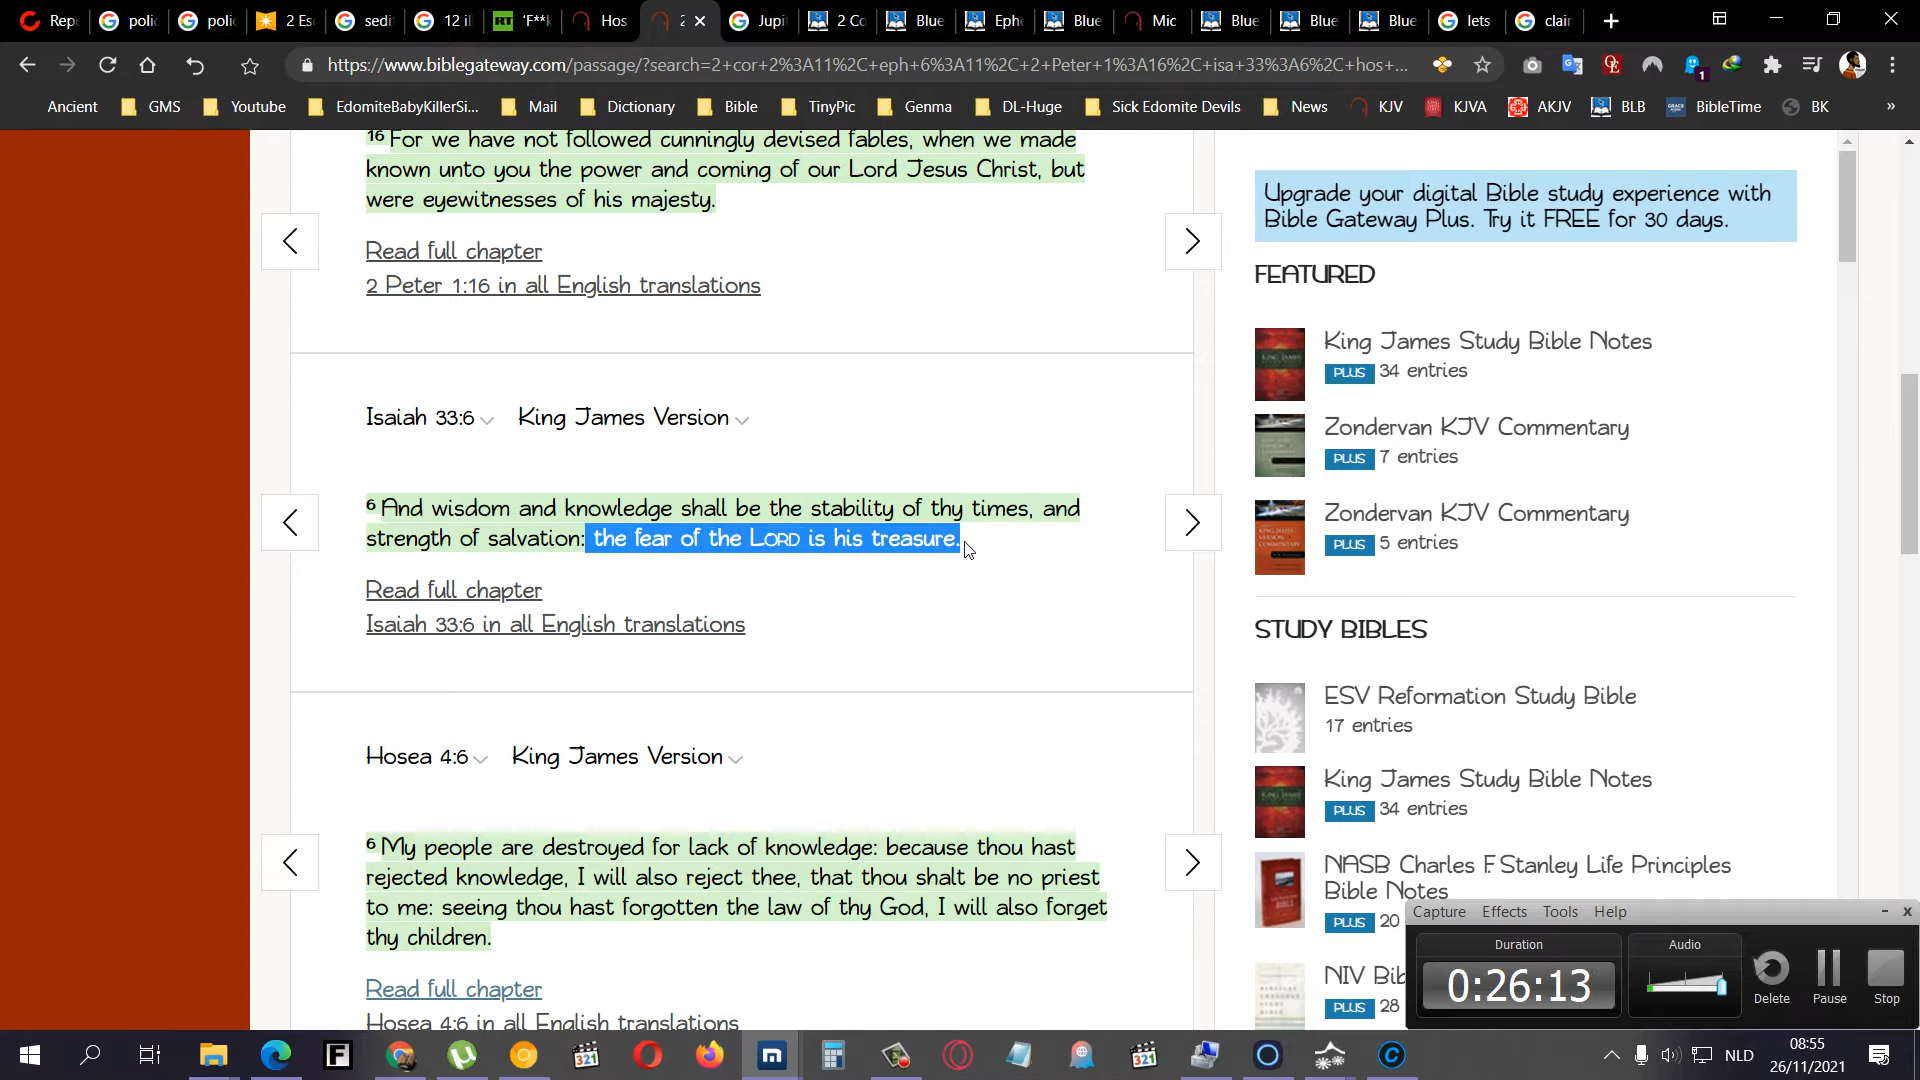 Rep
polic
polic
2 Es
sedi
12 il
'F**k
Hos
2
Jupi
2 Co
Blue
Ephe
Blue
Mic
Blue
Blue
Blue
lets
clain
https://www.biblegateway.com/passage/?search=2+cor+2%3A11%2C+eph+6%3A11%2C+2+Peter+1%3A16%2C+isa+33%3A6%2C+hos+...
Ancient
GMS
Youtube
EdomiteBabyKillerSi...
Mail
Dictionary
Bible
TinyPic
Genma
DL-Huge
Sick Edomite Devils
News
KJV
KJVA
AKJV
BLB
BibleTime
BK
»
16 For we have not followed cunningly devised fables, when we made
known unto you the power and coming of our Lord Jesus Christ, but
were eyewitnesses of his majesty.
Read full chapter
2 Peter 1:16 in all English translations
Isaiah 33:6 King James Version
6 And wisdom and knowledge shall be the stability of thy times, and
strength of salvation: the fear of the LORD is his treasure.
Read full chapter
Isaiah 33:6 in all English translations
Hosea 4:6 King James Version
6 My people are destroyed for lack of knowledge: because thou hast
rejected knowledge, I will also reject thee, that thou shalt be no priest
to me: seeing thou hast forgotten the law of thy God, I will also forget
thy children.
Read full chapter
Hosea 4:6 in all English translations
Upgrade your digital Bible study experience with
Bible Gateway Plus. Try it FREE for 30 days.
FEATURED
King James Study Bible Notes
PLUS 34 entries
Zondervan KJV Commentary
PLUS 7 entries
Zondervan KJV Commentary
PLUS 5 entries
STUDY BIBLES
ESV Reformation Study Bible
17 entries
King James Study Bible Notes
PLUS 34 entries
NASB Charles F. Stanley Life Principles
Bible Notes
PLUS 20
NIV Bib
PLUS 28
Capture Effects Tools Help
Duration
0:26:13
Audio
Delete
Pause
Stop
NLD
08:55
26/11/2021